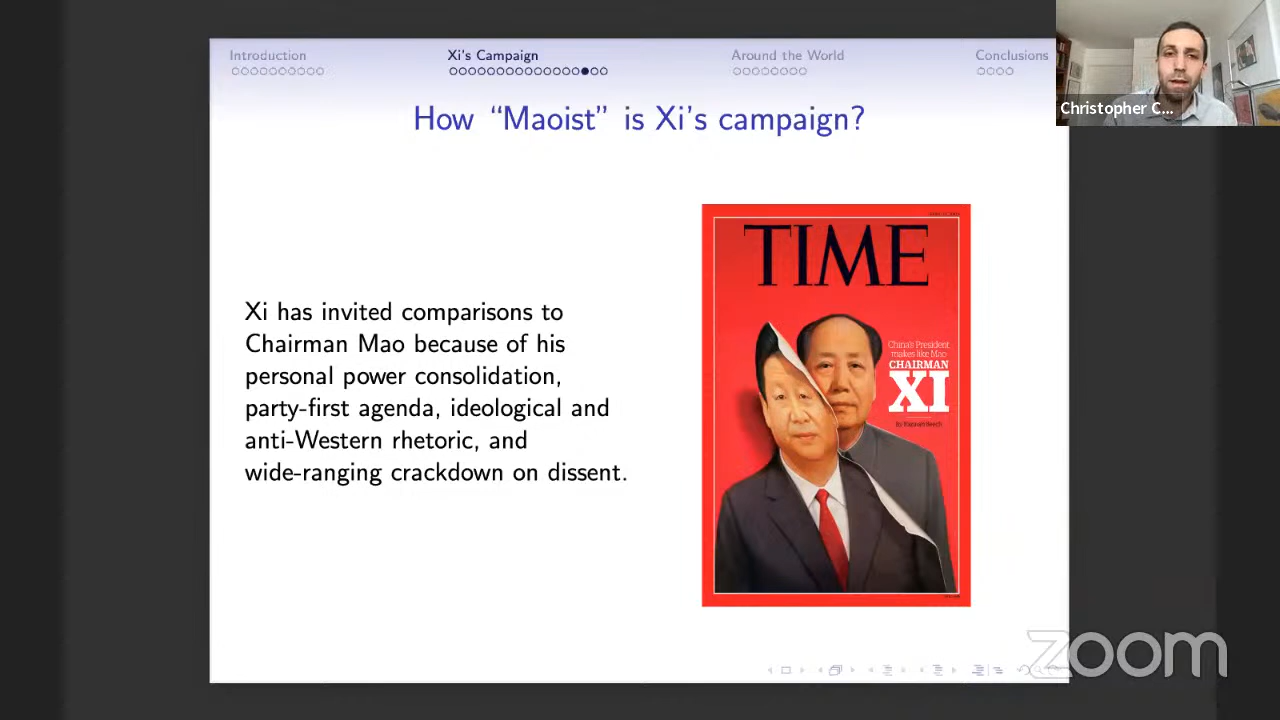 Introduction
Xi's Campaign
Around the World
Conclusions
Christopher C...
How “Maoist” is Xi's campaign?
Xi has invited comparisons to
Chairman Mao because of his
personal power consolidation,
party-first agenda, ideological and
anti-Western rhetoric, and
wide-ranging crackdown on dissent.
TIME
China's President
makes like Mao
CHAIRMAN
XI
By Hannah Beech
zoom